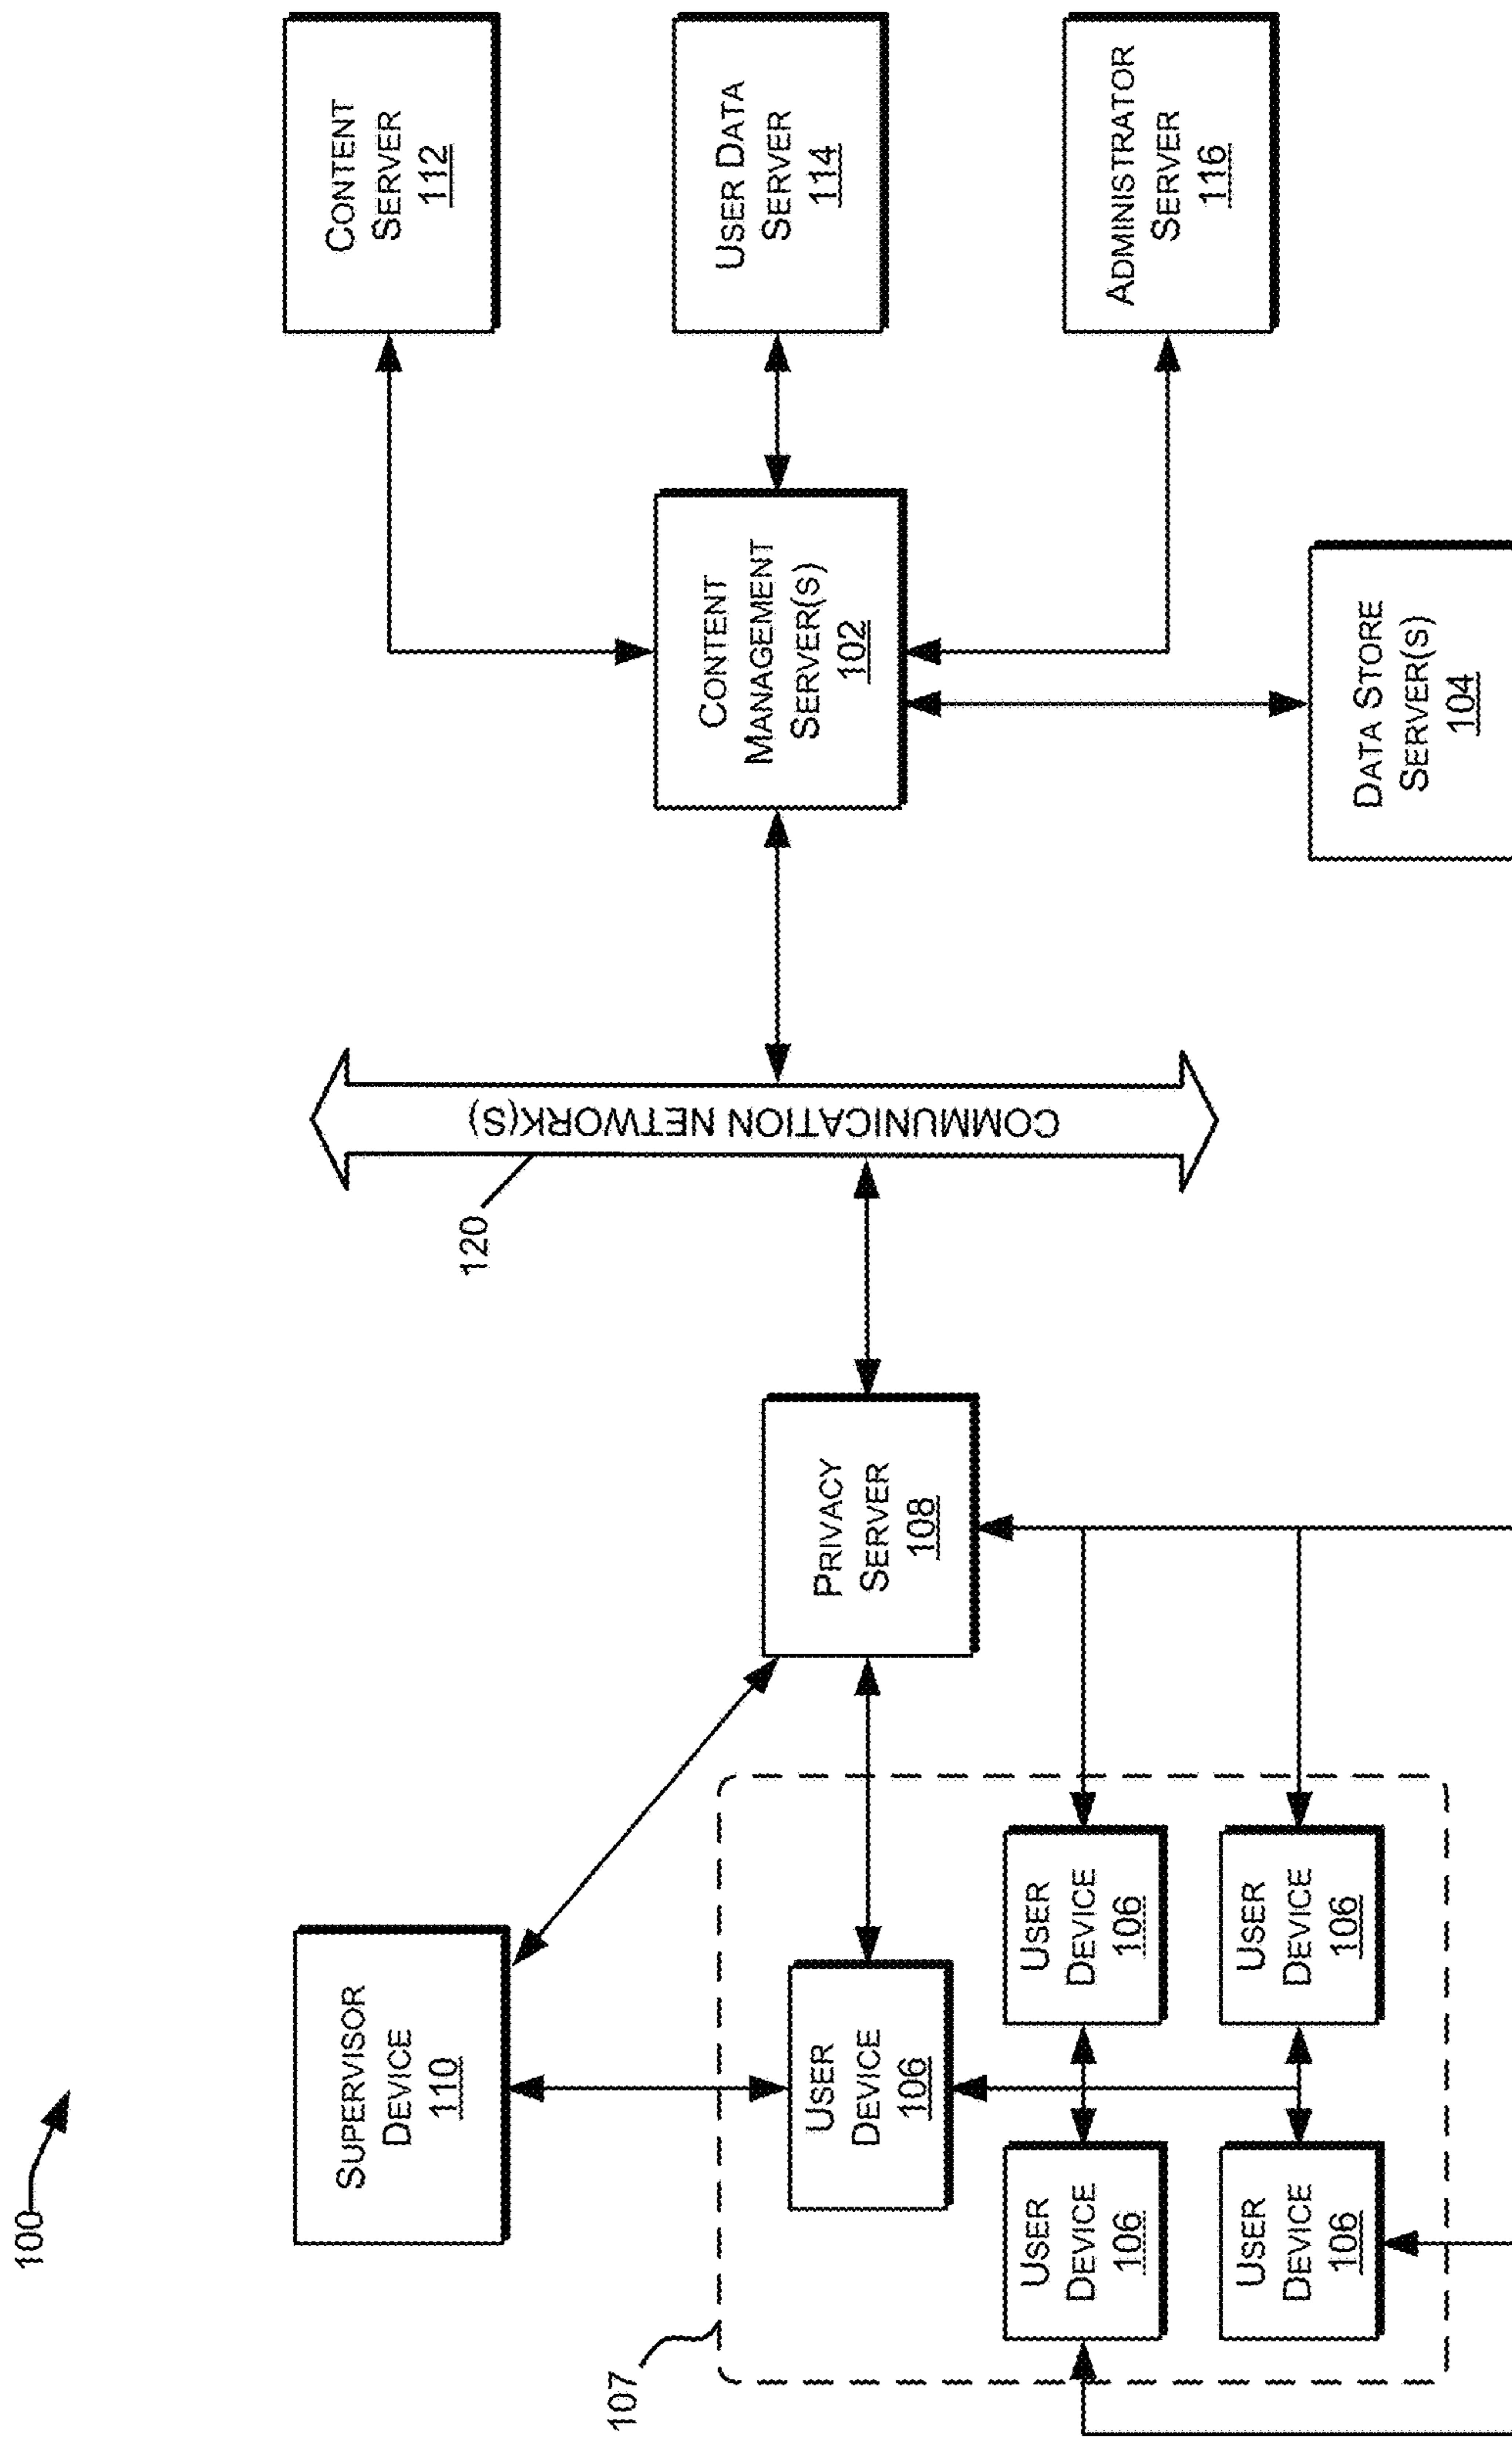 100
SUPERVISOR
DEVICE
110
107
USER
DEVICE
106
USER
DEVICE
106
USER
DEVICE
106
USER
DEVICE
106
USER
DEVICE
106
PRIVACY
SERVER
108
120
COMMUNICATION NETWORK(S)
CONTENT
MANAGEMENT
SERVER(S)
102
DATA STORE
SERVER(S)
104
CONTENT
SERVER
112
USER DATA
SERVER
114
ADMINISTRATOR
SERVER
116